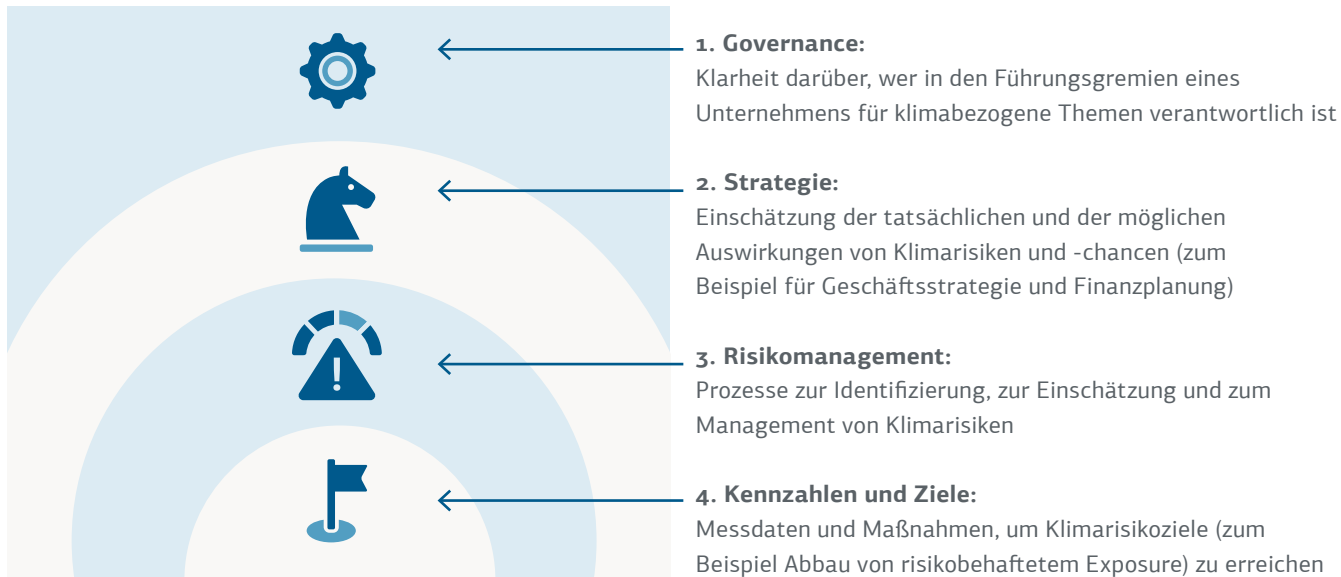 1. Governance:
Klarheit darüber, wer in den Führungsgremien eines
Unternehmens für klimabezogene Themen verantwortlich ist
2. Strategie:
Einschätzung der tatsächlichen und der möglichen
Auswirkungen von Klimarisiken und -chancen (zum
Beispiel für Geschäftsstrategie und Finanzplanung)
3. Risikomanagement:
Prozesse zur Identifizierung, zur Einschätzung und zum
Management von Klimarisiken
4. Kennzahlen und Ziele:
Messdaten und Maßnahmen, um Klimarisikoziele (zum
Beispiel Abbau von risikobehaftetem Exposure) zu erreichen